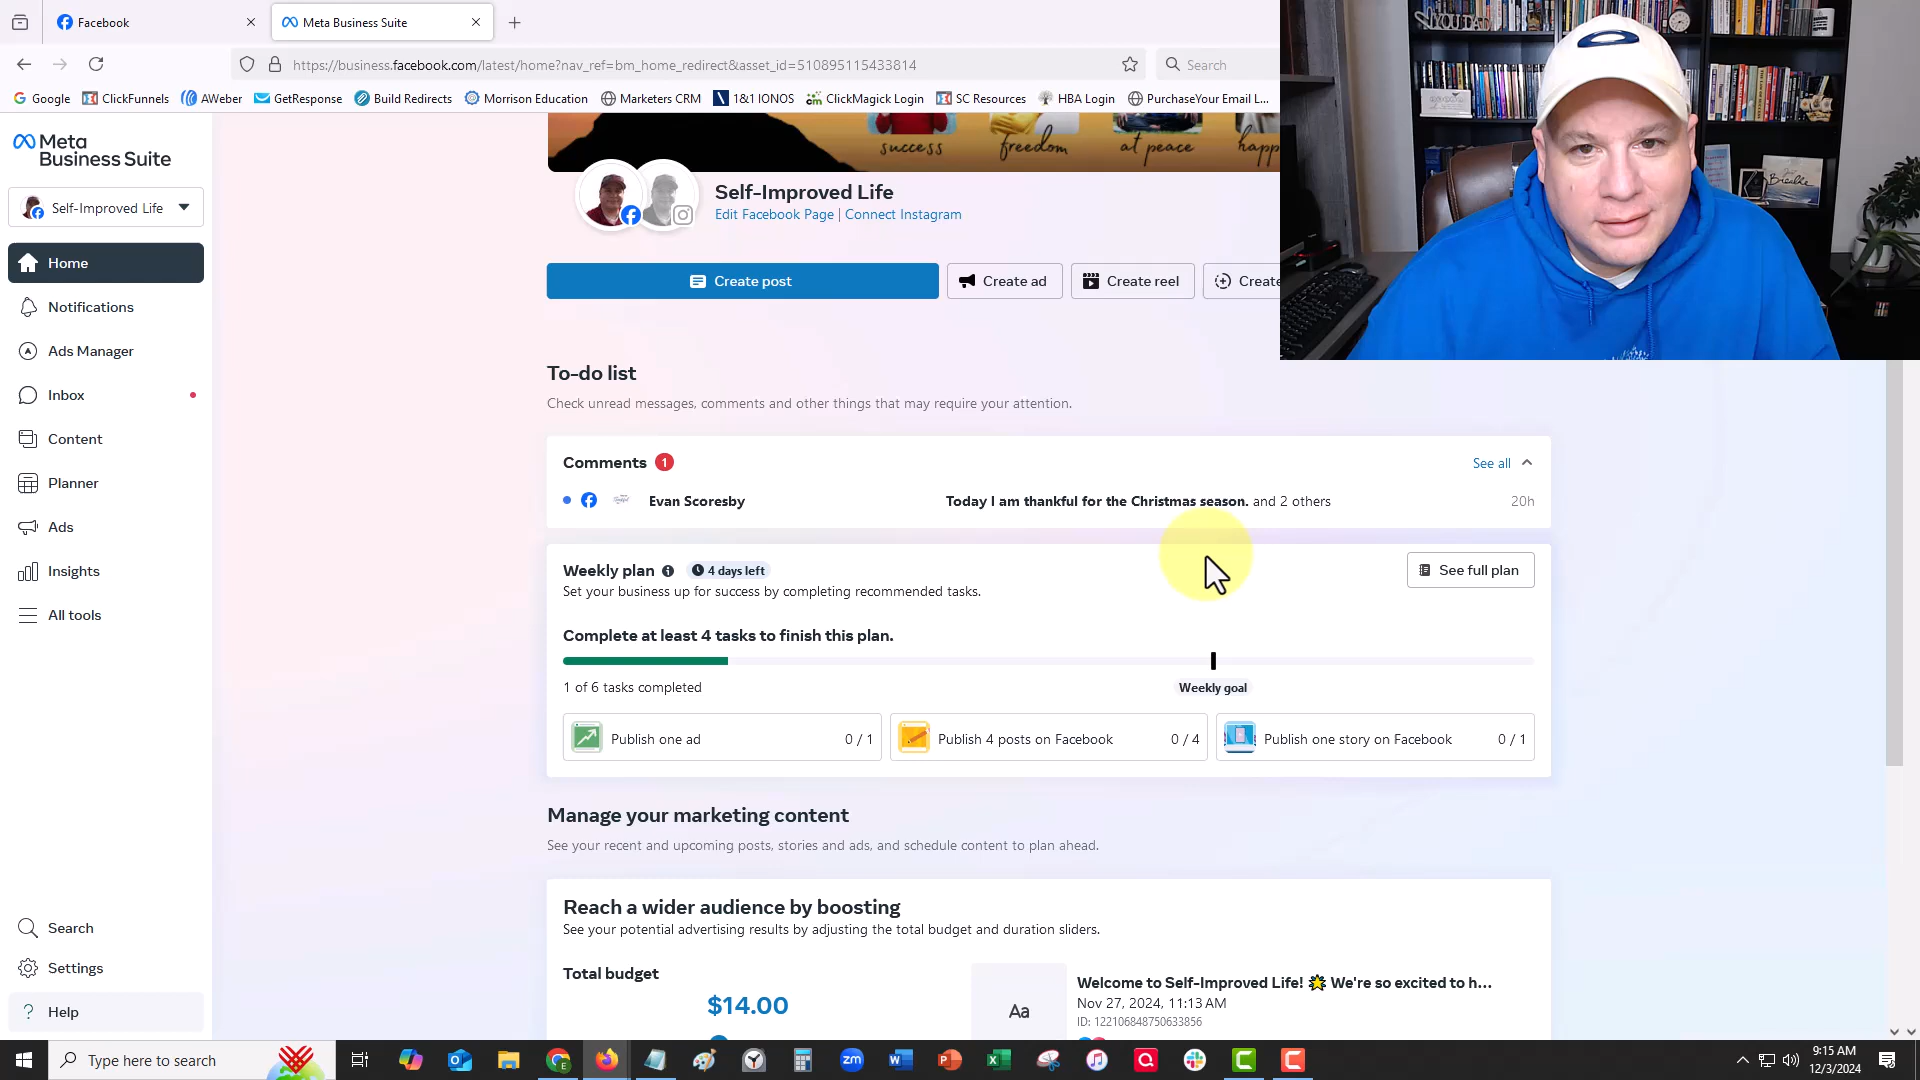 Facebook
Meta Business Suite
https://business.facebook.com/latest/home?nav_ref=bm_home_redirect&asset_id=510895115433814
Search
Google
ClickFunnels
AWeber
GetResponse
Build Redirects
Morrison Education
Marketers CRM
1&1 IONOS
ClickMagick Login
SC Resources
HBA Login
PurchaseYour Email L...
Meta
Business Suite
Self-Improved Life
Home
Notifications
Ads Manager
Inbox
Content
Planner
Ads
Insights
All tools
Search
Settings
Help
success
freedom
at peace
happ
Self-Improved Life
Edit Facebook Page | Connect Instagram
Create post
Create ad
Create reel
Create
Breathe
To-do list
Check unread messages, comments and other things that may require your attention.
Comments 1
See all
Evan Scoresby
Today I am thankful for the Christmas season. and 2 others
20h
Weekly plan
4 days left
See full plan
Set your business up for success by completing recommended tasks.
Complete at least 4 tasks to finish this plan.
1 of 6 tasks completed
Weekly goal
Publish one ad 0 / 1
Publish 4 posts on Facebook 0 / 4
Publish one story on Facebook 0 / 1
Manage your marketing content
See your recent and upcoming posts, stories and ads, and schedule content to plan ahead.
Reach a wider audience by boosting
See your potential advertising results by adjusting the total budget and duration sliders.
Total budget
$14.00
Aa
Welcome to Self-Improved Life! 🌟 We're so excited to h...
Nov 27, 2024, 11:13 AM
ID: 122106848750633856
Type here to search
9:15 AM
12/3/2024